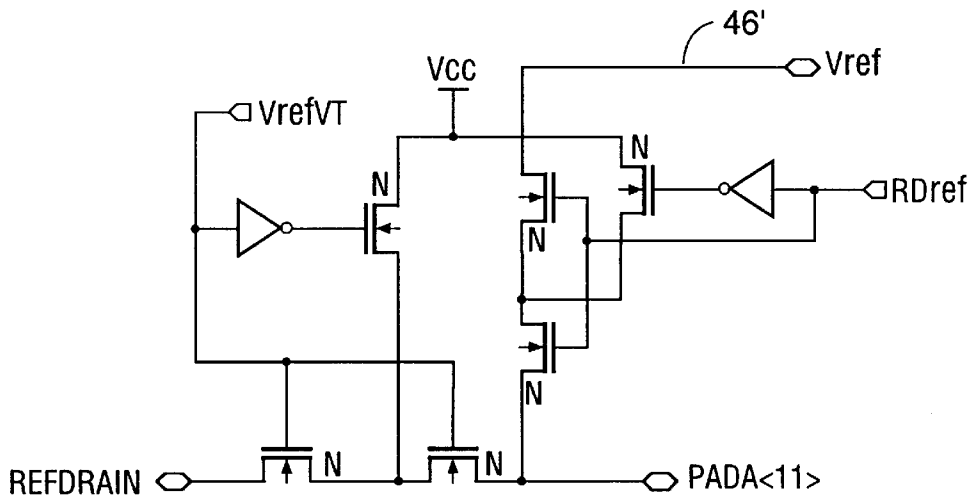 46'
Vref
Vcc
VrefVT
N
N
RDref
N
N
N
N
REFDRAIN
PADA<11>